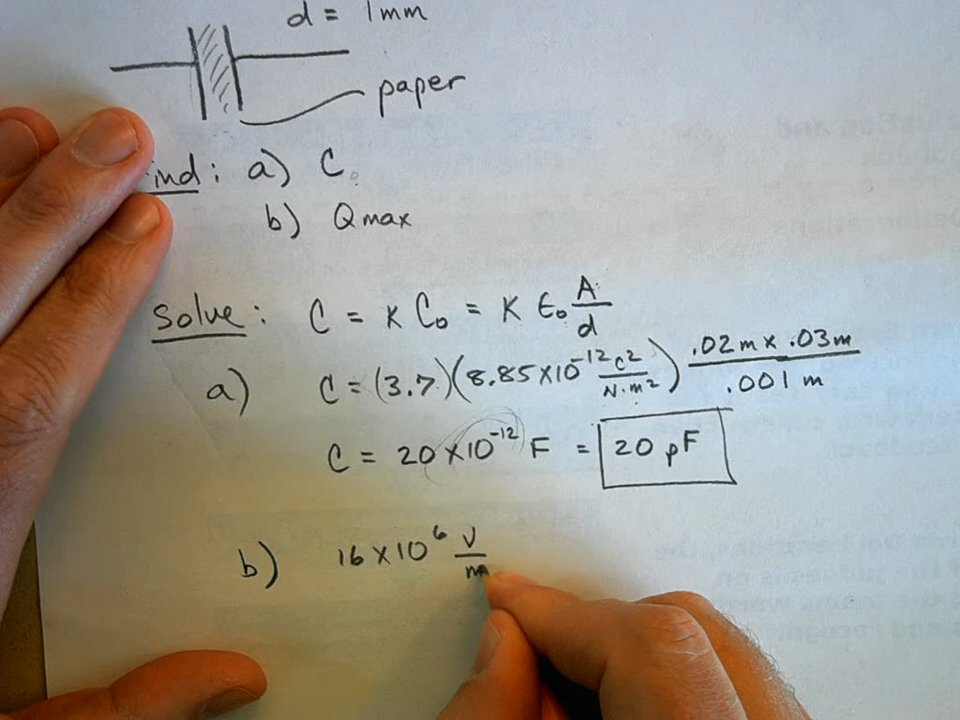 d = 1mm
paper
ind: a) C
b) Qmax
Solve: C = K C₀ = K ε₀ A/d
a) C = (3.7)(8.85×10⁻¹² C²/N·m²) .02m × .03m/.001 m
C = 20×10⁻¹² F = 20 pF
b) 16×10⁶ V/m